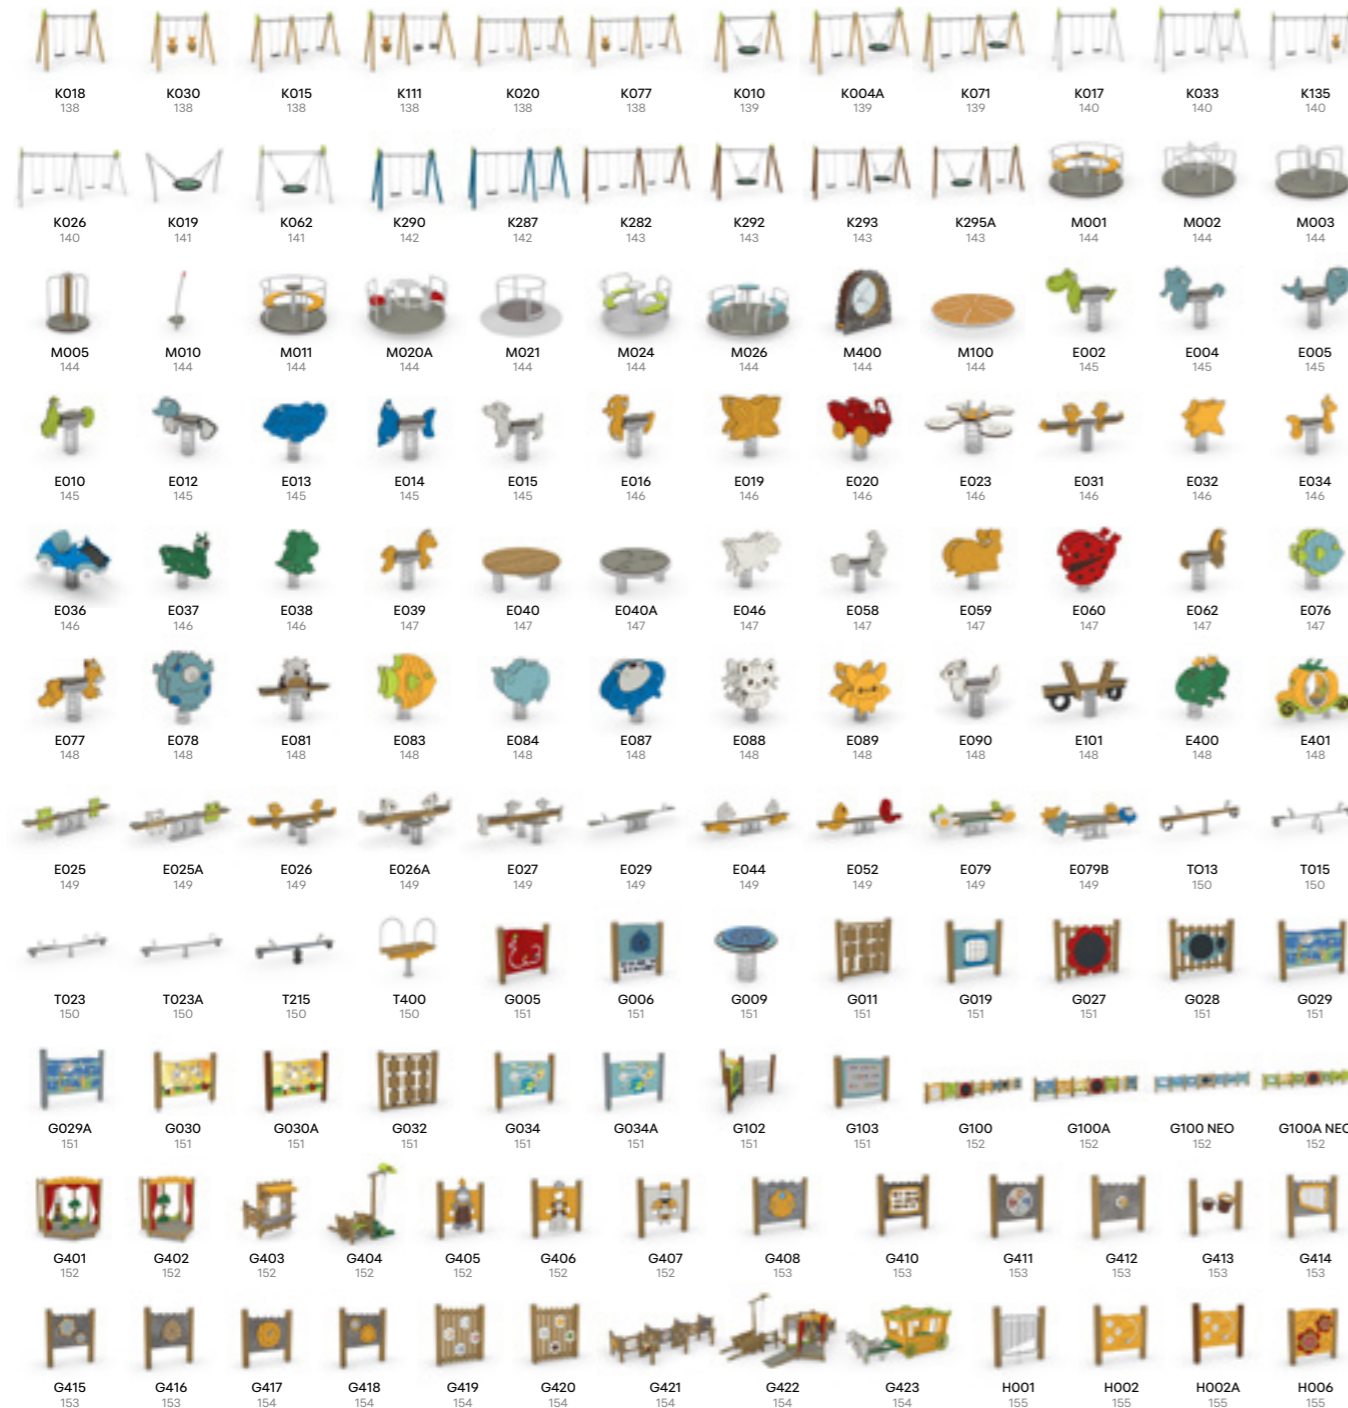 K018 K030 K015 K111 K020 K077 K010 K004A K071 K017 K033 K135
138 138 138 138 138 138 139 139 139 140 140 140
K026 K019 K062 K290 K287 K282 K292 K293 K295A M001 M002 M003
140 141 141 142 142 143 143 143 143 144 144 144
M005 M010 M011 M020A M021 M024 M026 M400 M100 E002 E004 E005
144 144 144 144 144 144 144 144 144 145 145 145
E010 E012 E013 E014 E015 E016 E019 E020 E023 E031 E032 E034
145 145 145 145 145 146 146 146 146 146 146 146
E036 E037 E038 E039 E040 E040A E046 E058 E059 E060 E062 E076
146 146 146 147 147 147 147 147 147 147 147 147
E077 E078 E081 E083 E084 E087 E088 E089 E090 E101 E400 E401
148 148 148 148 148 148 148 148 148 148 148 148
E025 E025A E026 E026A E027 E029 E044 E052 E079 E079B TO13 T015
149 149 149 149 149 149 149 149 149 149 150 150
T023 T023A T215 T400 G005 G006 G009 G011 G019 G027 G028 G029
150 150 150 150 151 151 151 151 151 151 151 151
G029A G030 G030A G032 G034 G034A G102 G103 G100 G100A G100 NEO G100A NEO
151 151 151 151 151 151 151 151 152 152 152 152
G401 G402 G403 G404 G405 G406 G407 G408 G410 G411 G412 G413 G414
152 152 152 152 152 152 152 153 153 153 153 153 153
G415 G416 G417 G418 G419 G420 G421 G422 G423 H001 H002 H002A H006
153 153 154 154 154 154 154 154 154 155 155 155 155